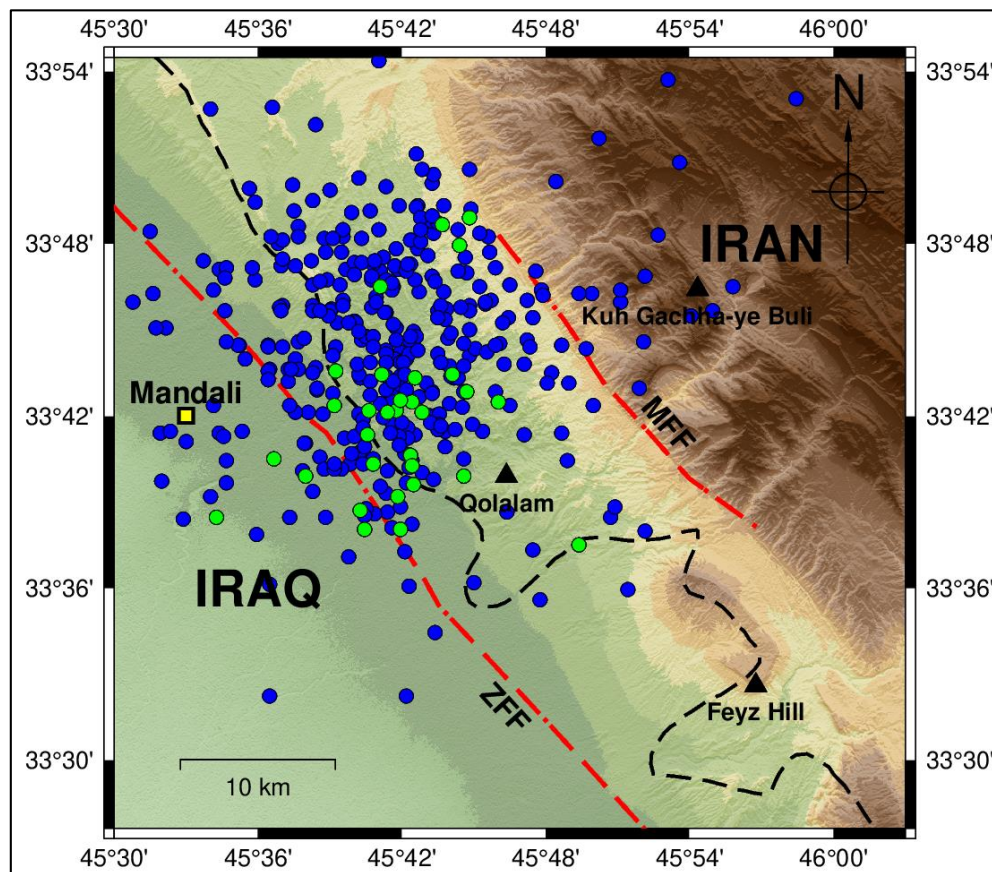 45°30' 45°36' 45°42' 45°48' 45°54' 46°00'
33°54' 33°54'
N
33°48' 33°48'
IRAN
Kuh Gachha-ye Buli
Mandali
33°42' 33°42'
MFF
Qolalam
33°36' 33°36'
IRAQ
ZFF
Feyz Hill
33°30' 33°30'
10 km
45°30' 45°36' 45°42' 45°48' 45°54' 46°00'